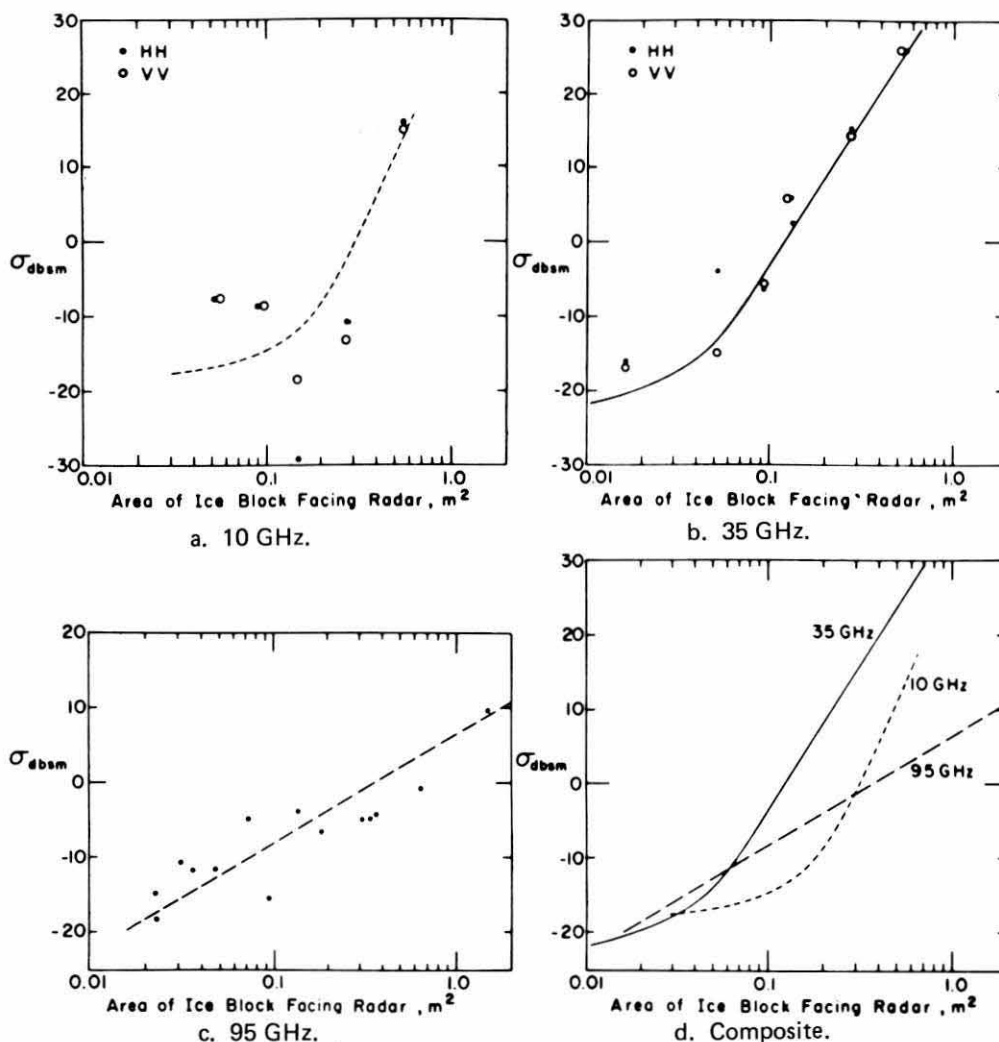 30
20
10
0
-10
-20
-30
σdbsm
• HH
○ VV
0.01 0.1 1.0
Area of Ice Block Facing Radar, m²
a. 10 GHz.
30
20
10
0
-10
-20
-30
σdbsm
• HH
○ VV
0.01 0.1 1.0
Area of Ice Block Facing Radar, m²
b. 35 GHz.
20
10
0
-10
-20
σdbsm
0.01 0.1 1.0
Area of Ice Block Facing Radar, m²
c. 95 GHz.
30
20
10
0
-10
-20
σdbsm
35 GHz
10 GHz
95 GHz
0.01 0.1 1.0
Area of Ice Block Facing Radar, m²
d. Composite.